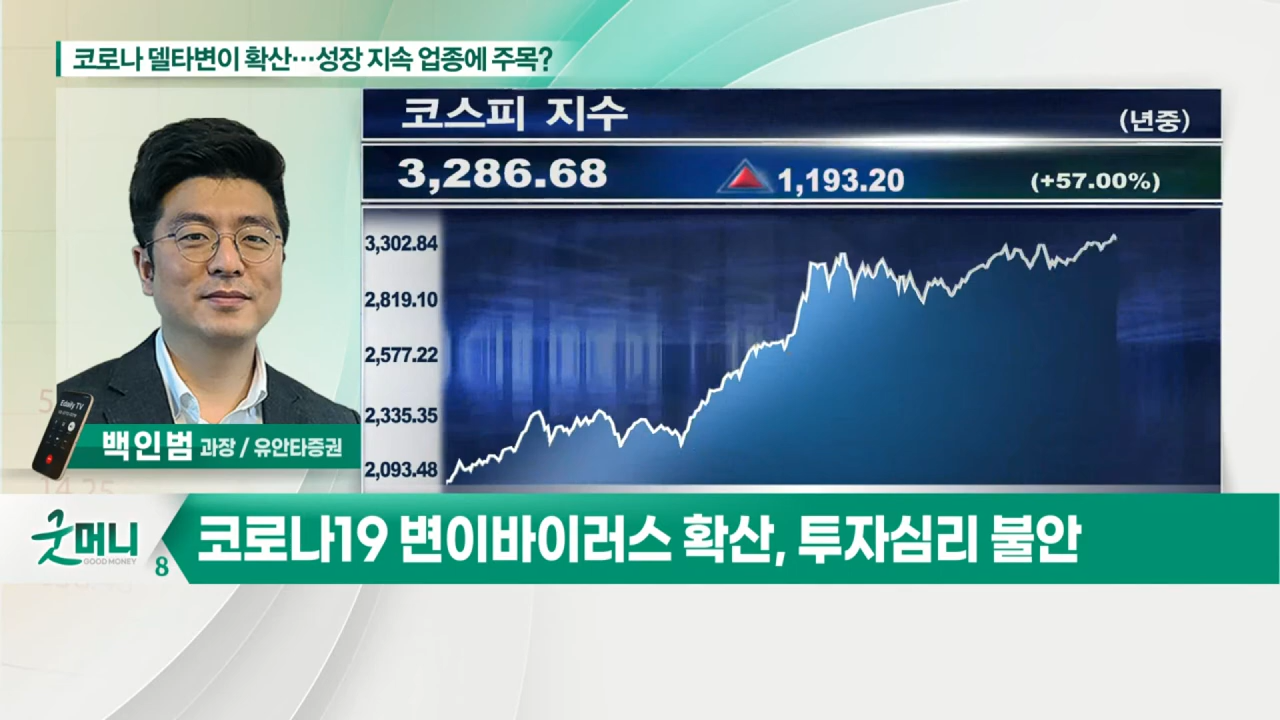 코로나 델타변이 확산…성장 지속 업종에 주목?
코스피 지수
(년중)
3,286.68 1,193.20 (+57.00%)
3,302.84
2,819.10
2,577.22
2,335.35
2,093.48
Edaily TV
백인범 과장 / 유안타증권
굿머니
GOOD MONEY
8
코로나19 변이바이러스 확산, 투자심리 불안